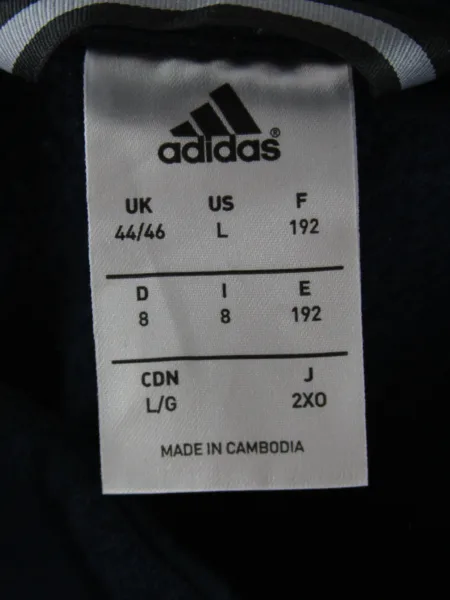 adidas®
UK US F
44/46 L 192
D I E
8 8 192
CDN J
L/G 2XO
MADE IN CAMBODIA